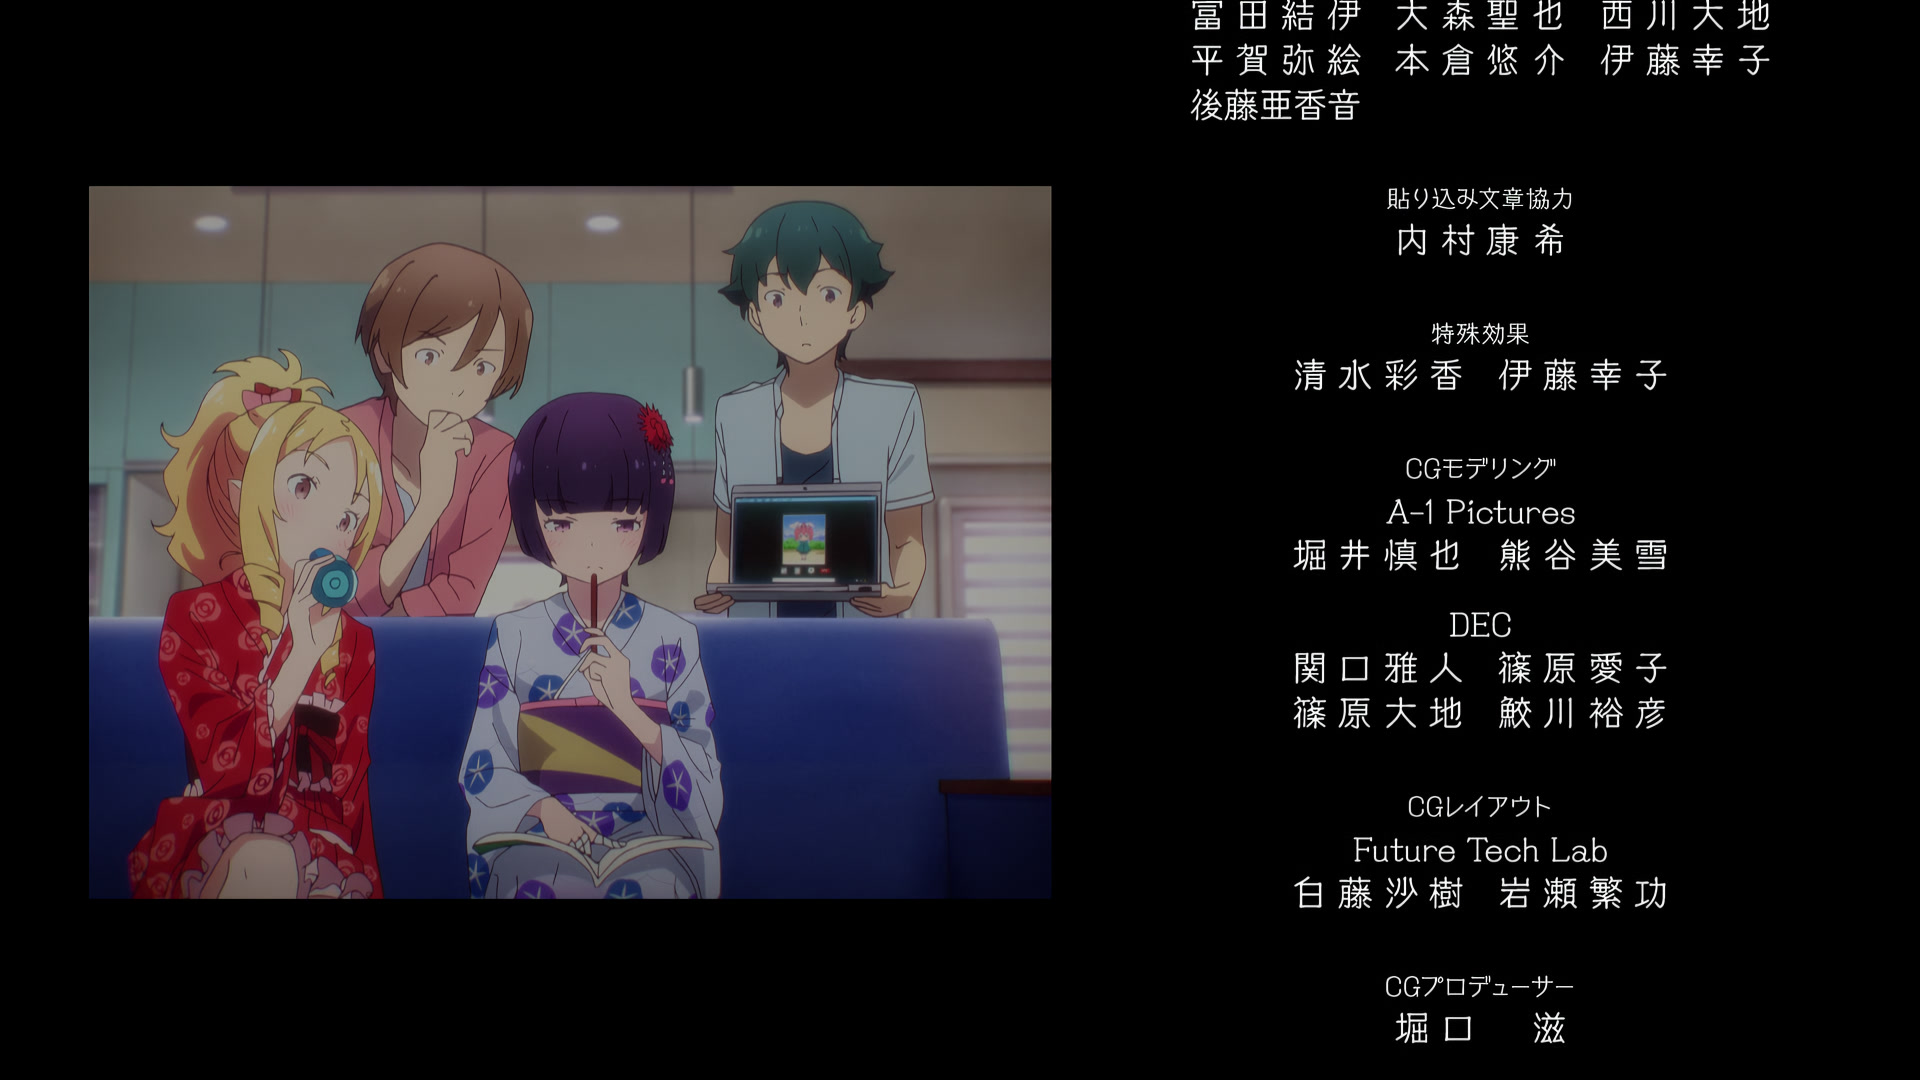 冨田結伊 大森聖也 西川大地
平賀弥絵 本倉悠介 伊藤幸子
後藤亜香音
貼り込み文章協力
内村康希
特殊効果
清水彩香 伊藤幸子
CGモデリング
A-1 Pictures
堀井慎也 熊谷美雪
DEC
関口雅人 篠原愛子
篠原大地 鮫川裕彦
CGレイアウト
Future Tech Lab
白藤沙樹 岩瀬繁功
CGプロデューサー
堀口 滋